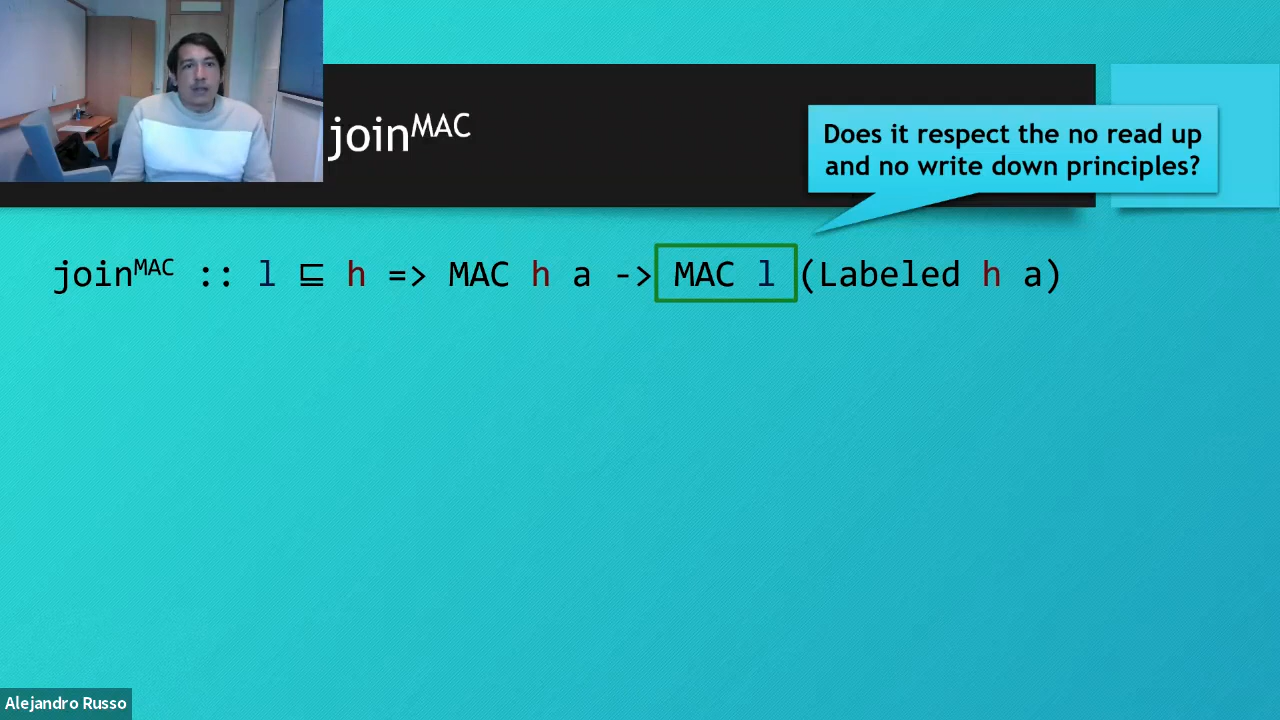 joinᴹᴬᶜ
Does it respect the no read up
and no write down principles?
joinᴹᴬᶜ :: l ⊑ h => MAC h a -> MAC l (Labeled h a)
Alejandro Russo